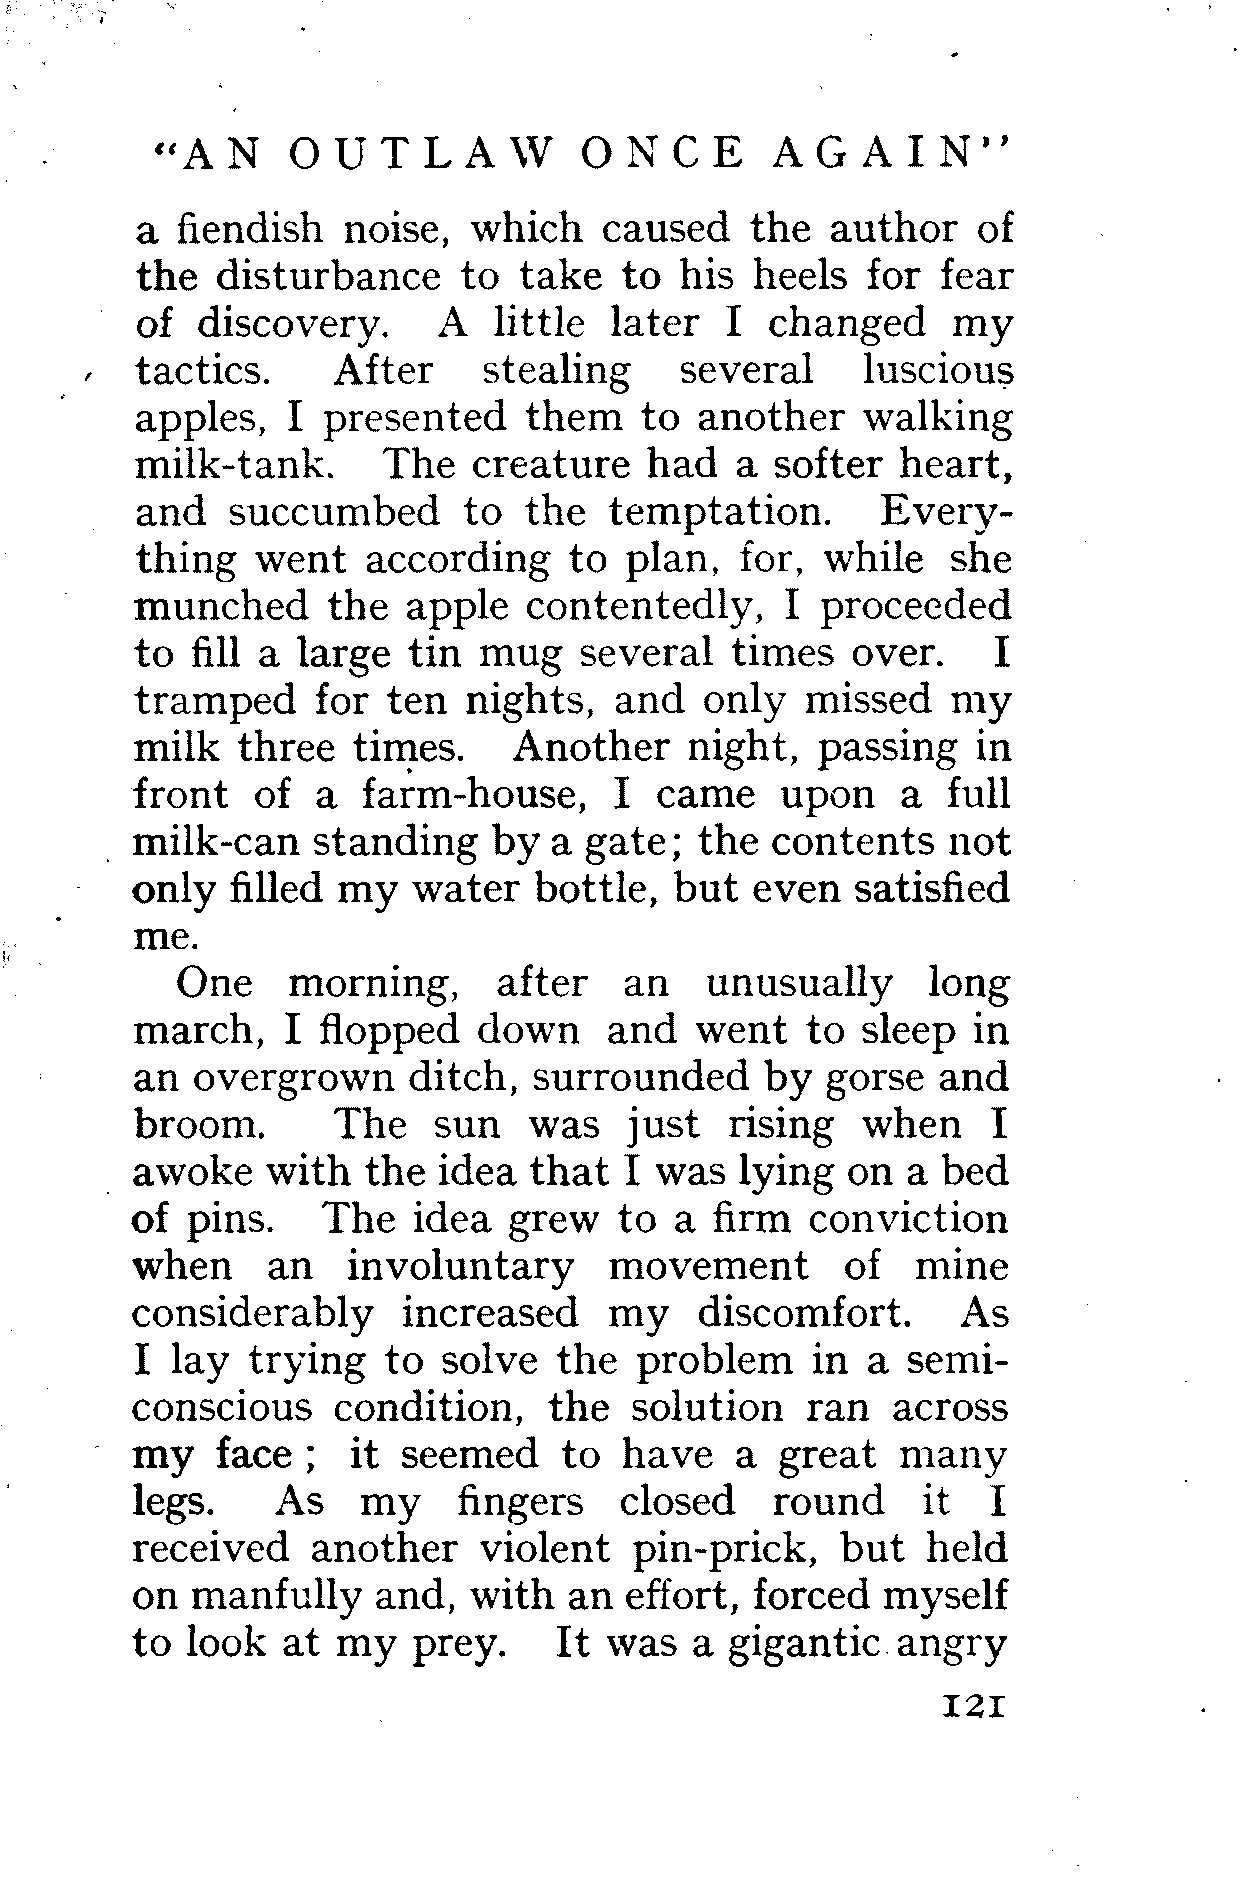 "AN OUTLAW ONCE AGAIN"
a fiendish noise, which caused the author of
the disturbance to take to his heels for fear
of discovery. A little later I changed my
tactics. After stealing several luscious
apples, I presented them to another walking
milk-tank. The creature had a softer heart,
and succumbed to the temptation. Every-
thing went according to plan, for, while she
munched the apple contentedly, I proceeded
to fill a large tin mug several times over. I
tramped for ten nights, and only missed my
milk three times. Another night, passing in
front of a farm-house, I came upon a full
milk-can standing by a gate; the contents not
only filled my water bottle, but even satisfied
me.
One morning, after an unusually long
march, I flopped down and went to sleep in
an overgrown ditch, surrounded by gorse and
broom. The sun was just rising when I
awoke with the idea that I was lying on a bed
of pins. The idea grew to a firm conviction
when an involuntary movement of mine
considerably increased my discomfort. As
I lay trying to solve the problem in a semi-
conscious condition, the solution ran across
my face ; it seemed to have a great many
legs. As my fingers closed round it I
received another violent pin-prick, but held
on manfully and, with an effort, forced myself
to look at my prey. It was a gigantic angry
121